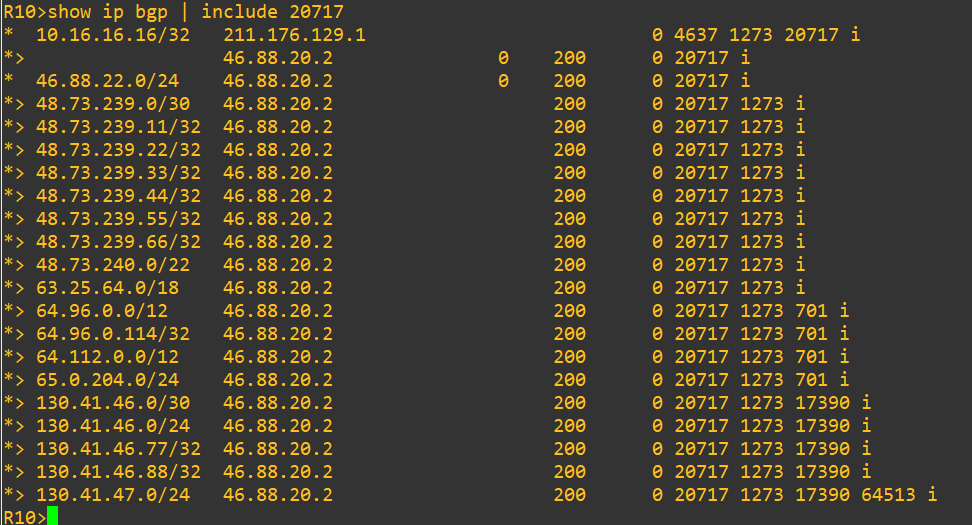 R10>show ip bgp | include 20717
*  10.16.16.16/32   211.176.129.1                          0 4637 1273 20717 i
*>                  46.88.20.2               0    200      0 20717 i
*  46.88.22.0/24    46.88.20.2               0    200      0 20717 i
*> 48.73.239.0/30   46.88.20.2                    200      0 20717 1273 i
*> 48.73.239.11/32  46.88.20.2                    200      0 20717 1273 i
*> 48.73.239.22/32  46.88.20.2                    200      0 20717 1273 i
*> 48.73.239.33/32  46.88.20.2                    200      0 20717 1273 i
*> 48.73.239.44/32  46.88.20.2                    200      0 20717 1273 i
*> 48.73.239.55/32  46.88.20.2                    200      0 20717 1273 i
*> 48.73.239.66/32  46.88.20.2                    200      0 20717 1273 i
*> 48.73.240.0/22   46.88.20.2                    200      0 20717 1273 i
*> 63.25.64.0/18    46.88.20.2                    200      0 20717 1273 i
*> 64.96.0.0/12     46.88.20.2                    200      0 20717 1273 701 i
*> 64.96.0.114/32   46.88.20.2                    200      0 20717 1273 701 i
*> 64.112.0.0/12    46.88.20.2                    200      0 20717 1273 701 i
*> 65.0.204.0/24    46.88.20.2                    200      0 20717 1273 701 i
*> 130.41.46.0/30   46.88.20.2                    200      0 20717 1273 17390 i
*> 130.41.46.0/24   46.88.20.2                    200      0 20717 1273 17390 i
*> 130.41.46.77/32  46.88.20.2                    200      0 20717 1273 17390 i
*> 130.41.46.88/32  46.88.20.2                    200      0 20717 1273 17390 i
*> 130.41.47.0/24   46.88.20.2                    200      0 20717 1273 17390 64513 i
R10>